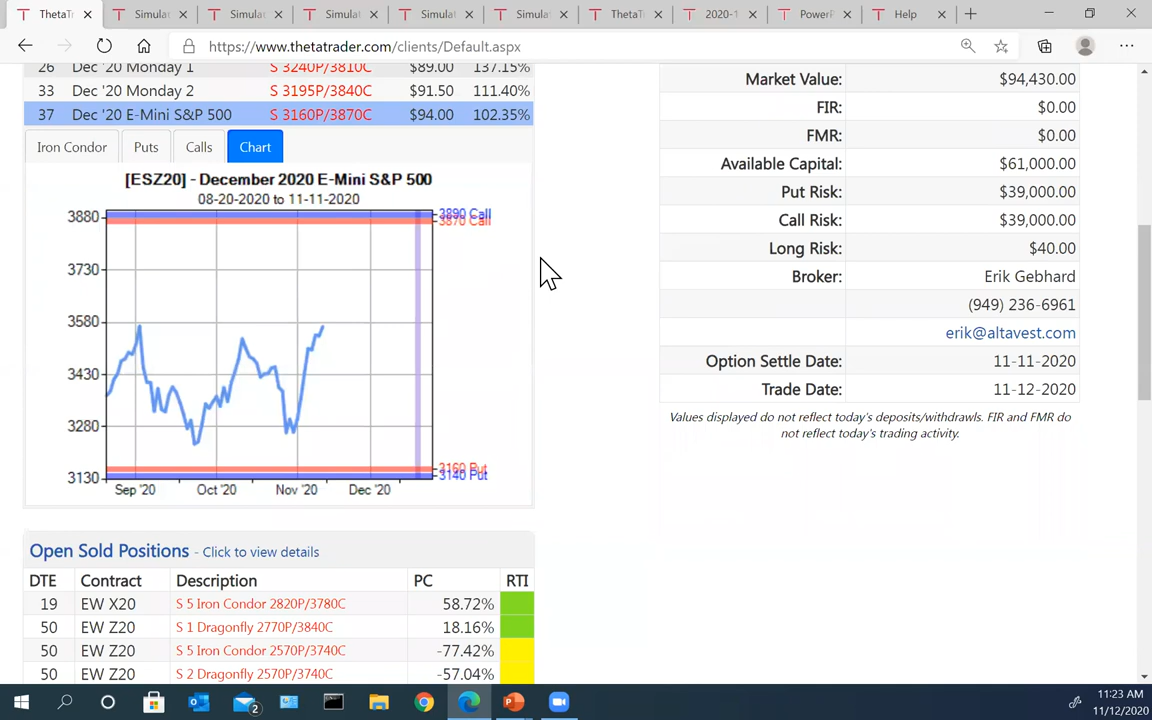 ThetaTr
Simulat
Simulat
Simulat
Simulat
Simulat
ThetaTr
2020-1
PowerP
Help
https://www.thetatrader.com/clients/Default.aspx
26 Dec '20 Monday 1 S 3240P/3810C $89.00 137.15%
33 Dec '20 Monday 2 S 3195P/3840C $91.50 111.40%
37 Dec '20 E-Mini S&P 500 S 3160P/3870C $94.00 102.35%
Iron Condor Puts Calls Chart
[ESZ20] - December 2020 E-Mini S&P 500
08-20-2020 to 11-11-2020
3890 Call
3870 Call
3880
3730
3580
3430
3280
3130
3160 Put
3140 Put
Sep '20 Oct '20 Nov '20 Dec '20
Open Sold Positions - Click to view details
DTE Contract Description PC RTI
19 EW X20 S 5 Iron Condor 2820P/3780C 58.72%
50 EW Z20 S 1 Dragonfly 2770P/3840C 18.16%
50 EW Z20 S 5 Iron Condor 2570P/3740C -77.42%
50 EW Z20 S 2 Dragonfly 2570P/3740C -57.04%
Market Value: $94,430.00
FIR: $0.00
FMR: $0.00
Available Capital: $61,000.00
Put Risk: $39,000.00
Call Risk: $39,000.00
Long Risk: $40.00
Broker: Erik Gebhard
(949) 236-6961
erik@altavest.com
Option Settle Date: 11-11-2020
Trade Date: 11-12-2020
Values displayed do not reflect today's deposits/withdrawls. FIR and FMR do
not reflect today's trading activity.
2
11:23 AM
11/12/2020